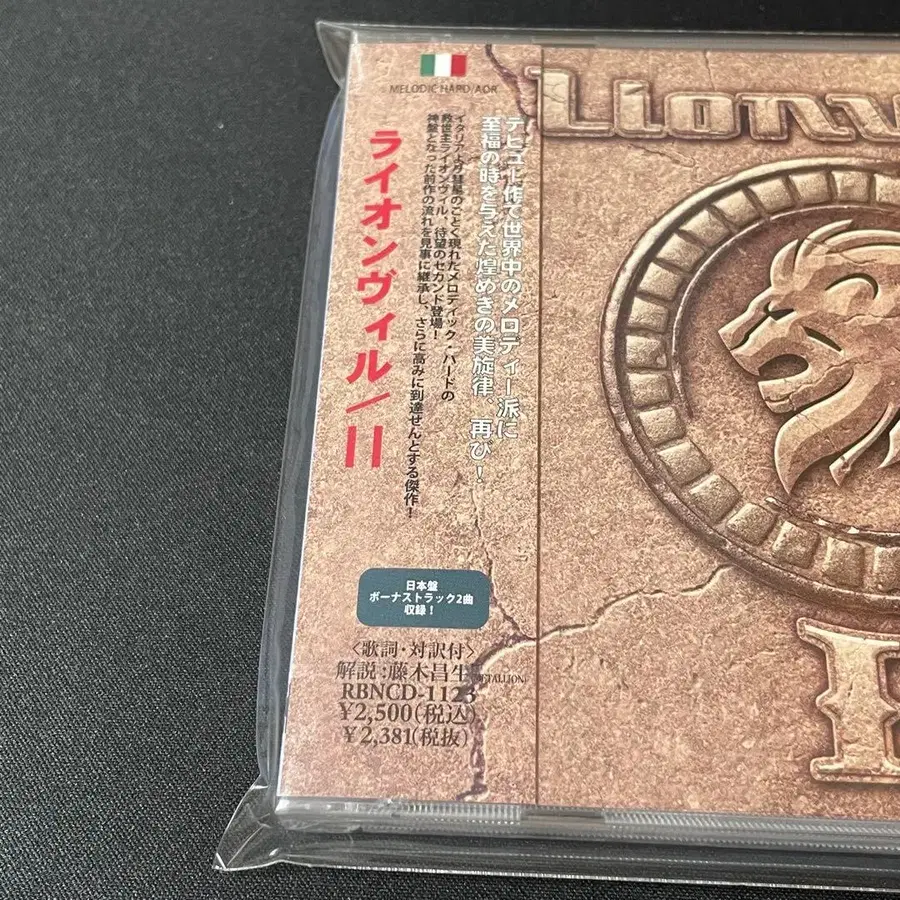 MELODIC HARD/AOR
Lionv
デビュー作で世界中のメロディー派に
至福の時を与えた煌めきの美旋律、再び！
イタリアより彗星のごとく現れたメロディック・ハードの
救世主ライオンヴィル、待望のセカンド登場！
神盤となった前作の流れを見事に継承し、さらに高みに到達せんとする傑作！
ライオンヴィル/II
日本盤
ボーナストラック2曲
収録！
〈歌詞・対訳付〉
解説：藤木昌生(METALLION)
RBNCD-1123
¥2,500(税込)
¥2,381(税抜)